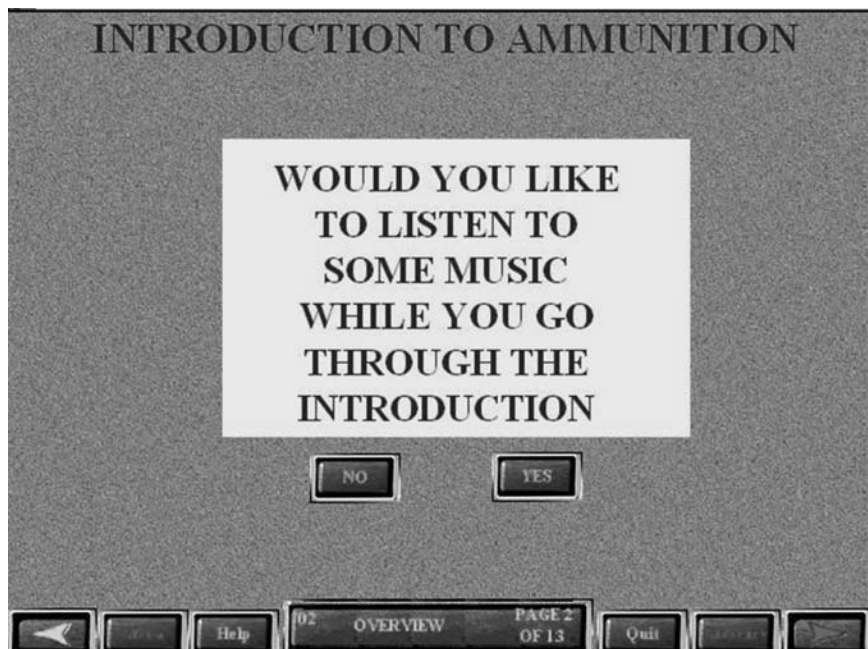 INTRODUCTION TO AMMUNITION
WOULD YOU LIKE
TO LISTEN TO
SOME MUSIC
WHILE YOU GO
THROUGH THE
INTRODUCTION
NO
YES
Help
02
OVERVIEW
PAGE 2
OF 13
Quit